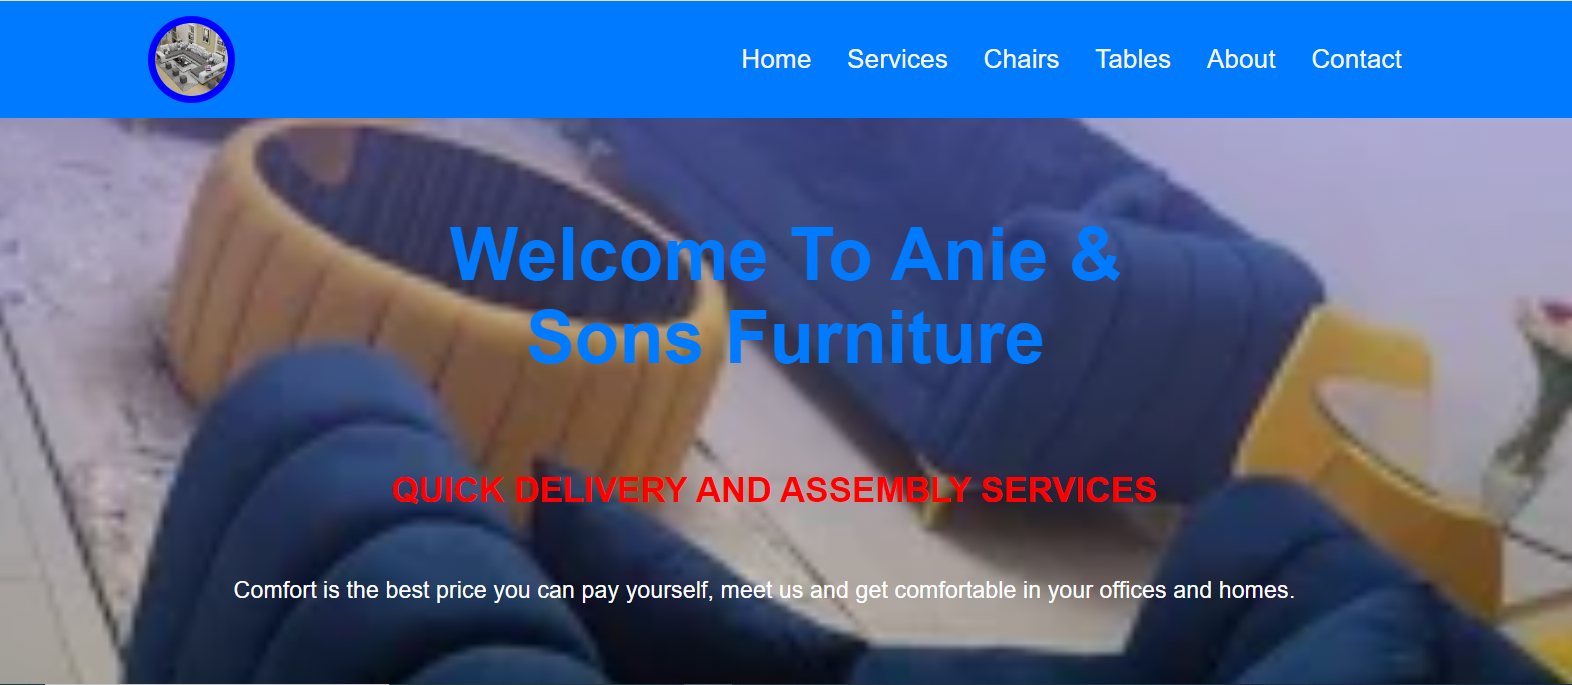 Home Services Chairs Tables About Contact
Welcome To Anie &
Sons Furniture
QUICK DELIVERY AND ASSEMBLY SERVICES
Comfort is the best price you can pay yourself, meet us and get comfortable in your offices and homes.